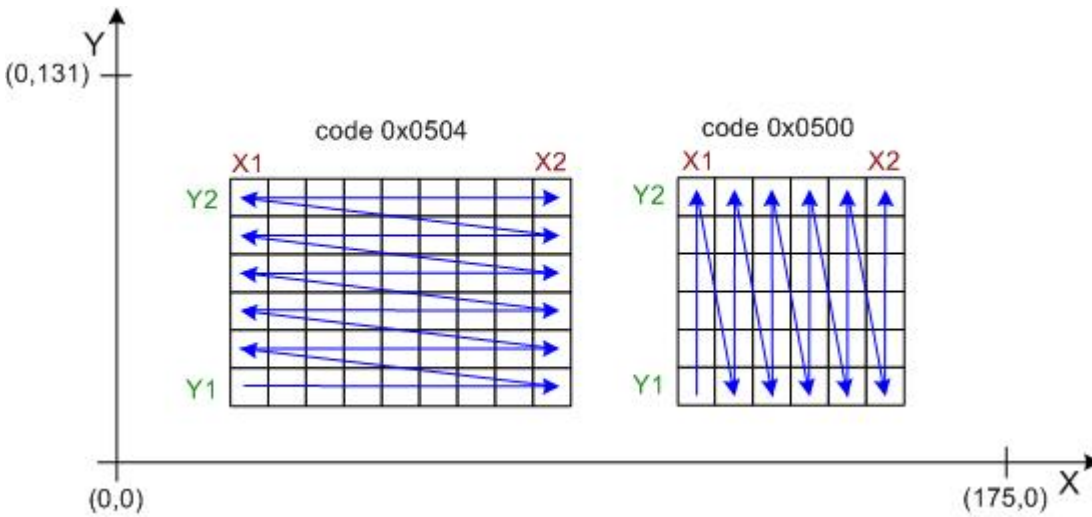 Y
(0,131)
code 0x0504
code 0x0500
X1 X2
X1 X2
Y2
Y2
Y1
Y1
(0,0)
(175,0)
X